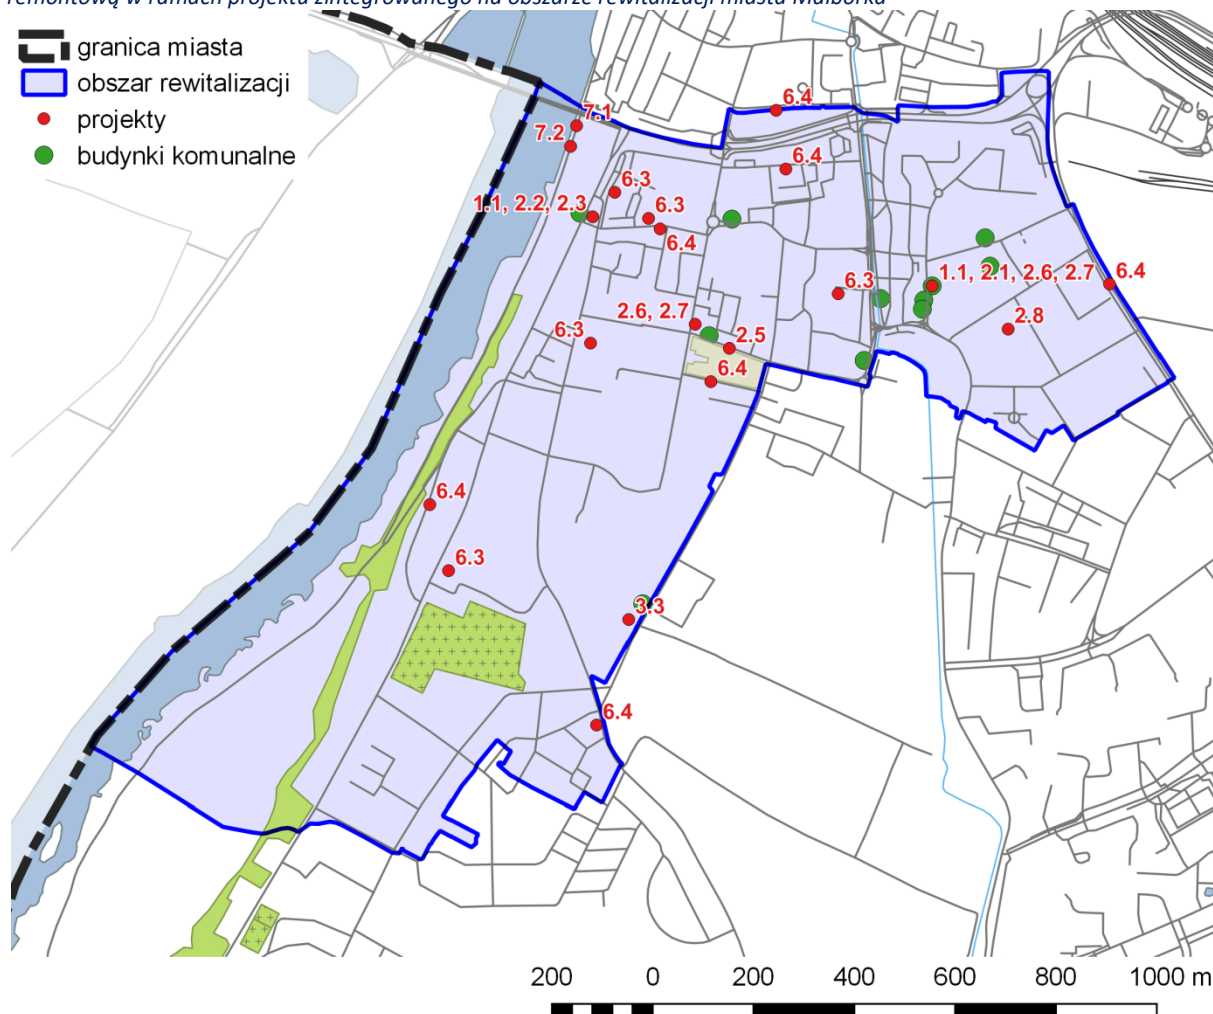 remontową w ramach projektu zintegrowanego na obszarze rewitalizacji miasta Malborka
granica miasta
obszar rewitalizacji
projekty
budynki komunalne
6.4
7.1
7.2
6.4
6.3
1.1, 2.2, 2.3
6.3
6.4
1.1, 2.1, 2.6, 2.7
6.4
6.3
2.6, 2.7
2.8
6.3
2.5
6.4
6.4
6.3
3.3
6.4
200 0 200 400 600 800 1000 m